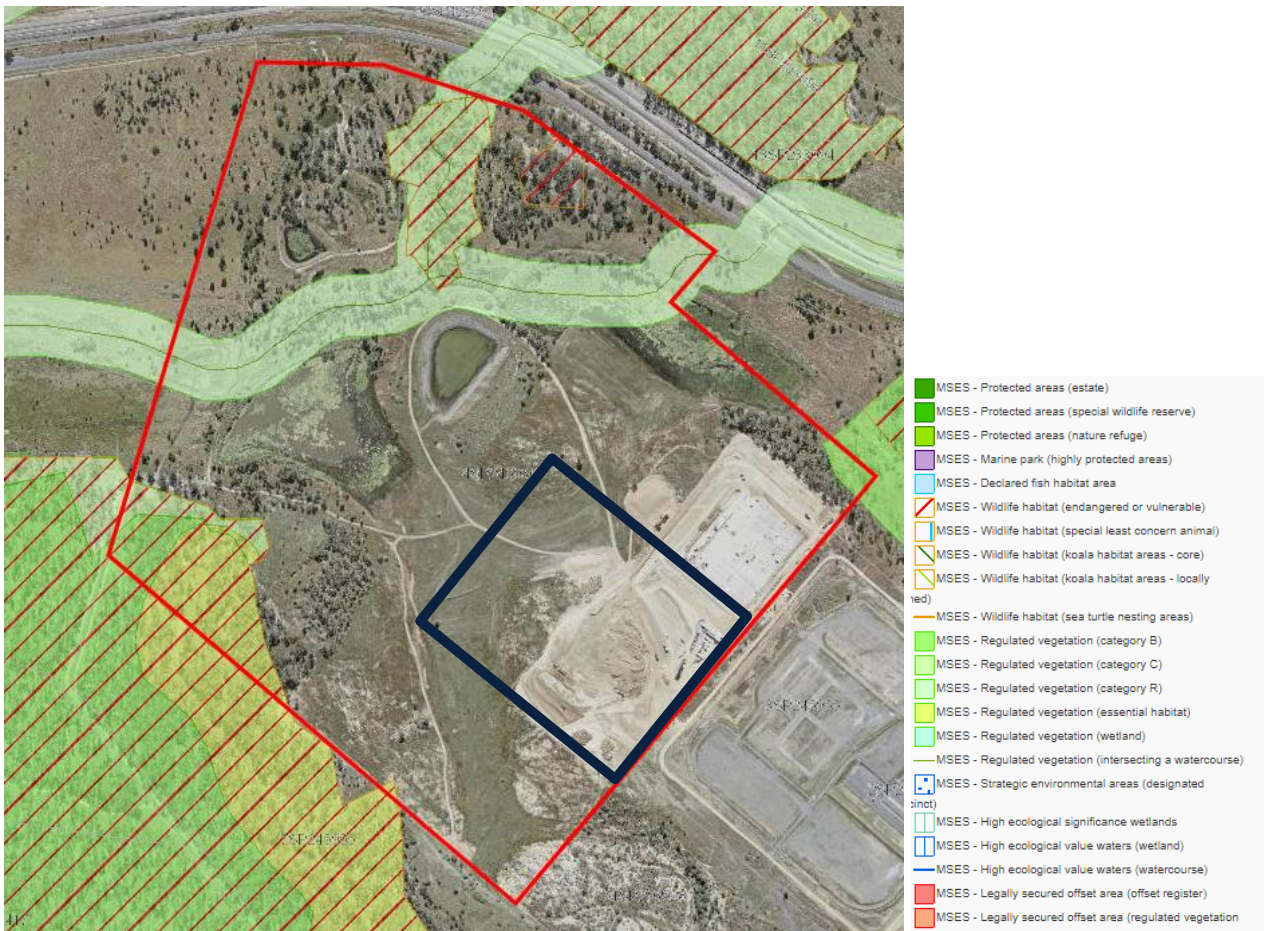 MSES - Protected areas (estate)
MSES - Protected areas (special wildlife reserve)
MSES - Protected areas (nature refuge)
MSES - Marine park (highly protected areas)
MSES - Declared fish habitat area
MSES - Wildlife habitat (endangered or vulnerable)
MSES - Wildlife habitat (special least concern animal)
MSES - Wildlife habitat (koala habitat areas - core)
MSES - Wildlife habitat (koala habitat areas - locally
ned)
MSES - Wildlife habitat (sea turtle nesting areas)
MSES - Regulated vegetation (category B)
MSES - Regulated vegetation (category C)
MSES - Regulated vegetation (category R)
MSES - Regulated vegetation (essential habitat)
MSES - Regulated vegetation (wetland)
MSES - Regulated vegetation (intersecting a watercourse)
MSES - Strategic environmental areas (designated
cinct)
MSES - High ecological significance wetlands
MSES - High ecological value waters (wetland)
MSES - High ecological value waters (watercourse)
MSES - Legally secured offset area (offset register)
MSES - Legally secured offset area (regulated vegetation